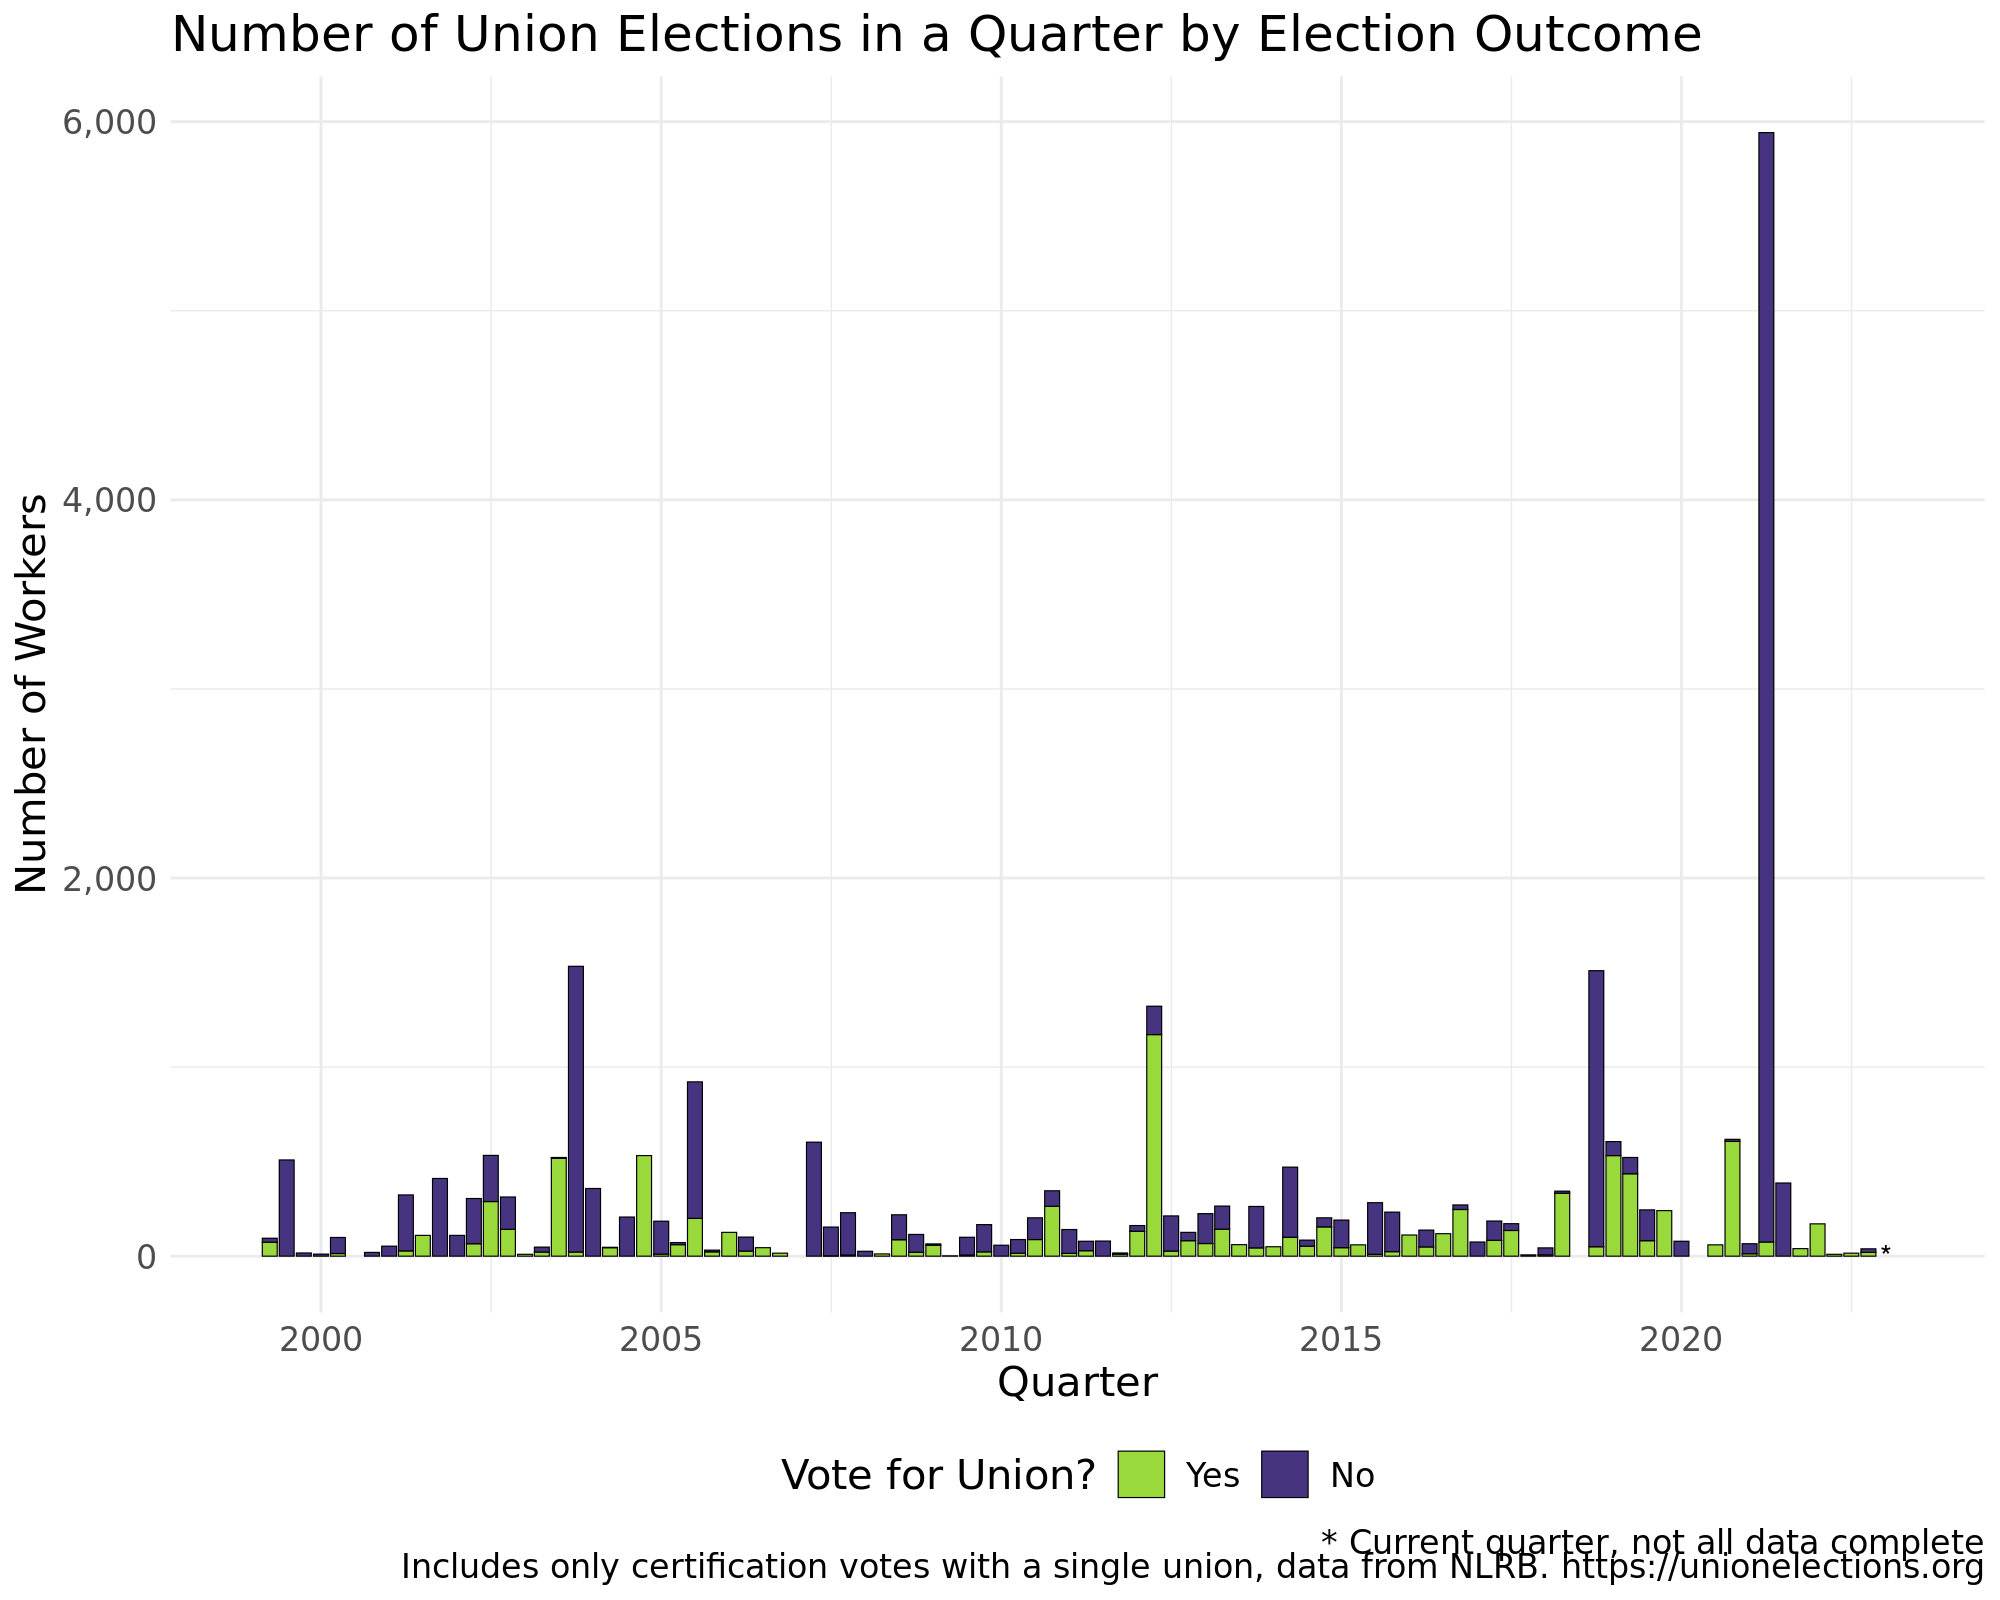 Number of Union Elections in a Quarter by Election Outcome
Number of Workers
6,000
4,000
2,000
0
*
2000 2005 2010 2015 2020
Quarter
Vote for Union? Yes No
* Current quarter, not all data complete
Includes only certification votes with a single union, data from NLRB. https://unionelections.org